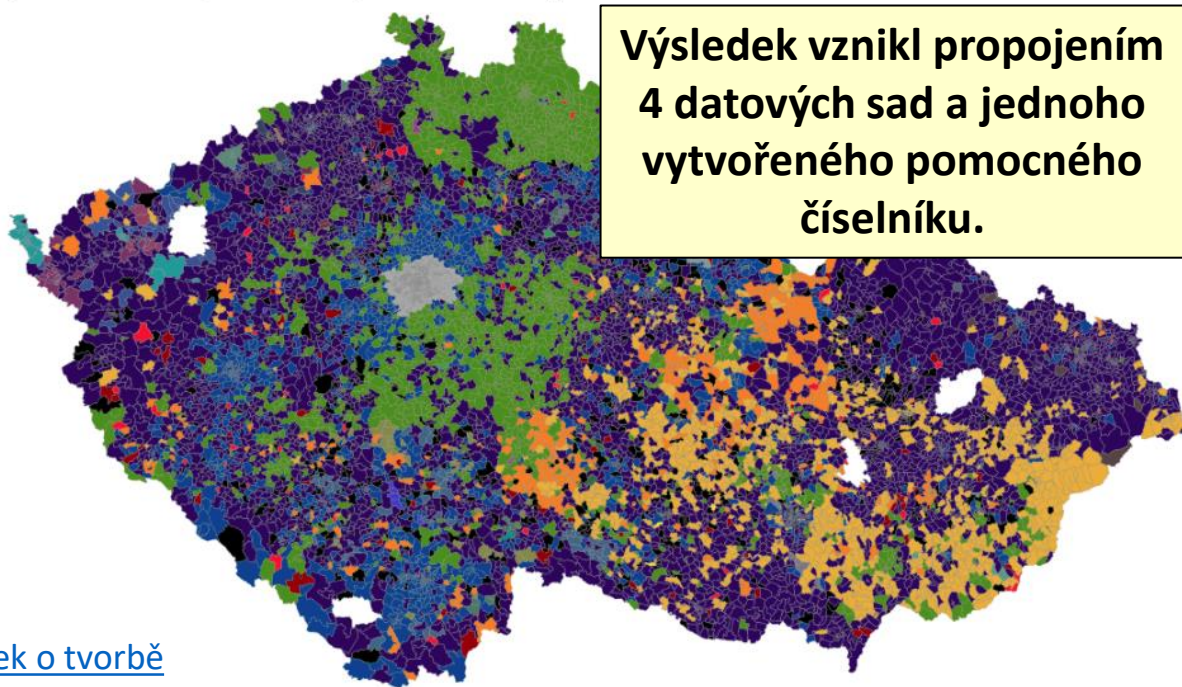 Výsledek vznikl propojením
4 datových sad a jednoho
vytvořeného pomocného
číselníku.
ek o tvorbě